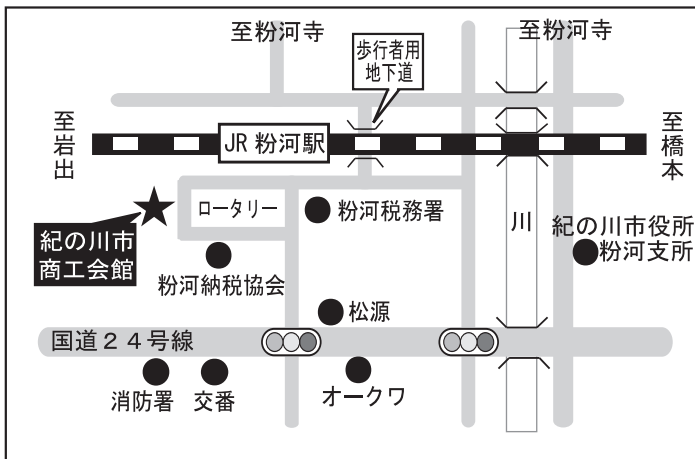 至粉河寺
至粉河寺
歩行者用
地下道
至岩出
JR 粉河駅
至橋本
ロータリー
粉河税務署
川
紀の川市役所
粉河支所
紀の川市
商工会館
粉河納税協会
松源
国道24号線
消防署
交番
オークワ